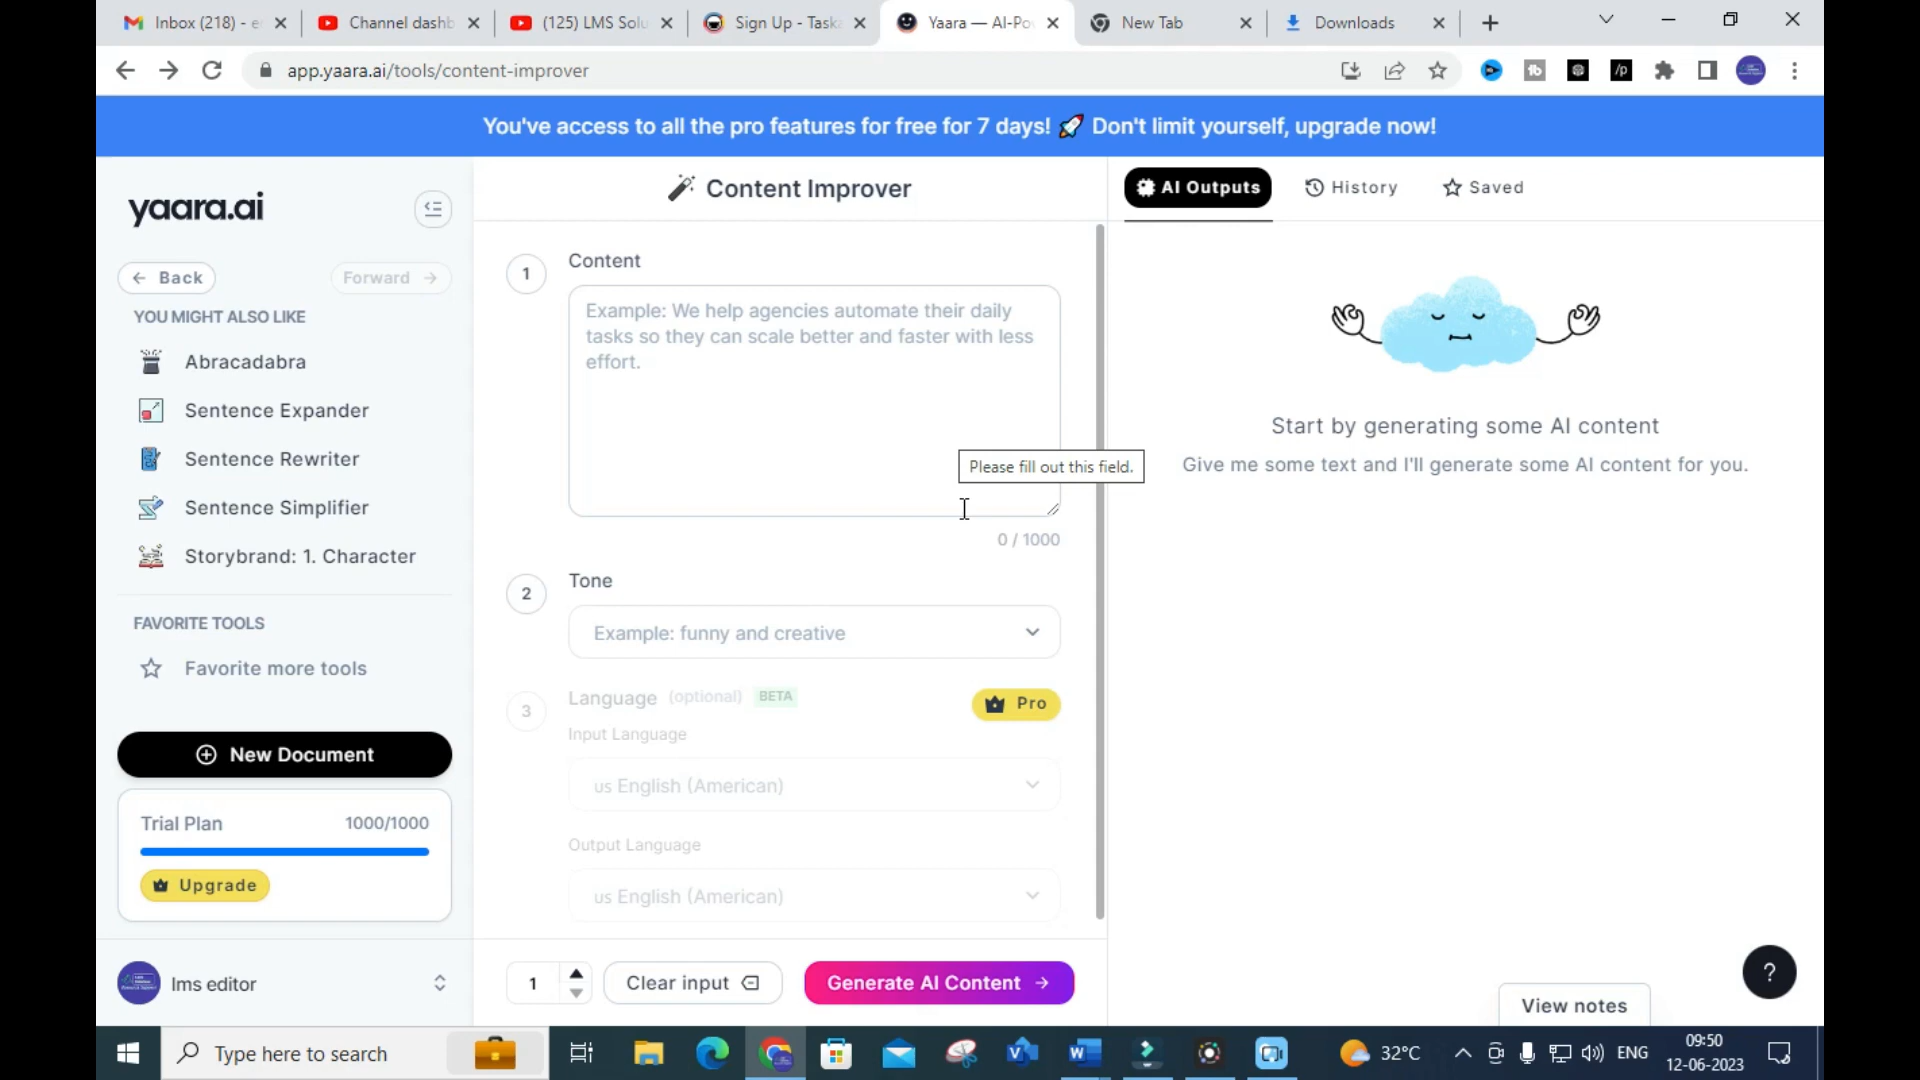 Inbox (218) - e
Channel dashb
(125) LMS Solu
Sign Up - Taska
Yaara — AI-Po
New Tab
Downloads
app.yaara.ai/tools/content-improver
You've access to all the pro features for free for 7 days! 🚀 Don't limit yourself, upgrade now!
yaara.ai
Back
Forward
YOU MIGHT ALSO LIKE
Abracadabra
Sentence Expander
Sentence Rewriter
Sentence Simplifier
Storybrand: 1. Character
FAVORITE TOOLS
Favorite more tools
New Document
Trial Plan 1000/1000
Upgrade
lms editor
Content Improver
1
Content
Example: We help agencies automate their daily
tasks so they can scale better and faster with less
effort.
Please fill out this field.
0 / 1000
2
Tone
Example: funny and creative
3
Language (optional) BETA
Pro
Input Language
us English (American)
Output Language
us English (American)
1
Clear input
Generate AI Content
AI Outputs
History
Saved
Start by generating some AI content
Give me some text and I'll generate some AI content for you.
?
View notes
Type here to search
32°C
ENG
09:50
12-06-2023